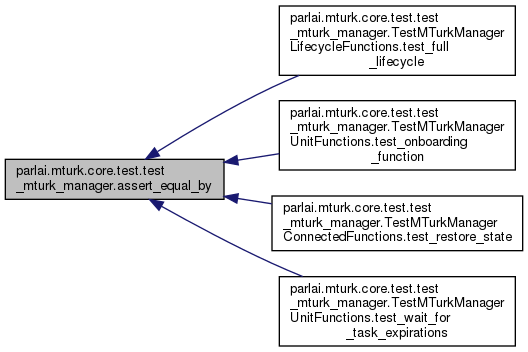 parlai.mturk.core.test.test
_mturk_manager.assert_equal_by
parlai.mturk.core.test.test
_mturk_manager.TestMTurkManager
LifecycleFunctions.test_full
_lifecycle
parlai.mturk.core.test.test
_mturk_manager.TestMTurkManager
UnitFunctions.test_onboarding
_function
parlai.mturk.core.test.test
_mturk_manager.TestMTurkManager
ConnectedFunctions.test_restore_state
parlai.mturk.core.test.test
_mturk_manager.TestMTurkManager
UnitFunctions.test_wait_for
_task_expirations